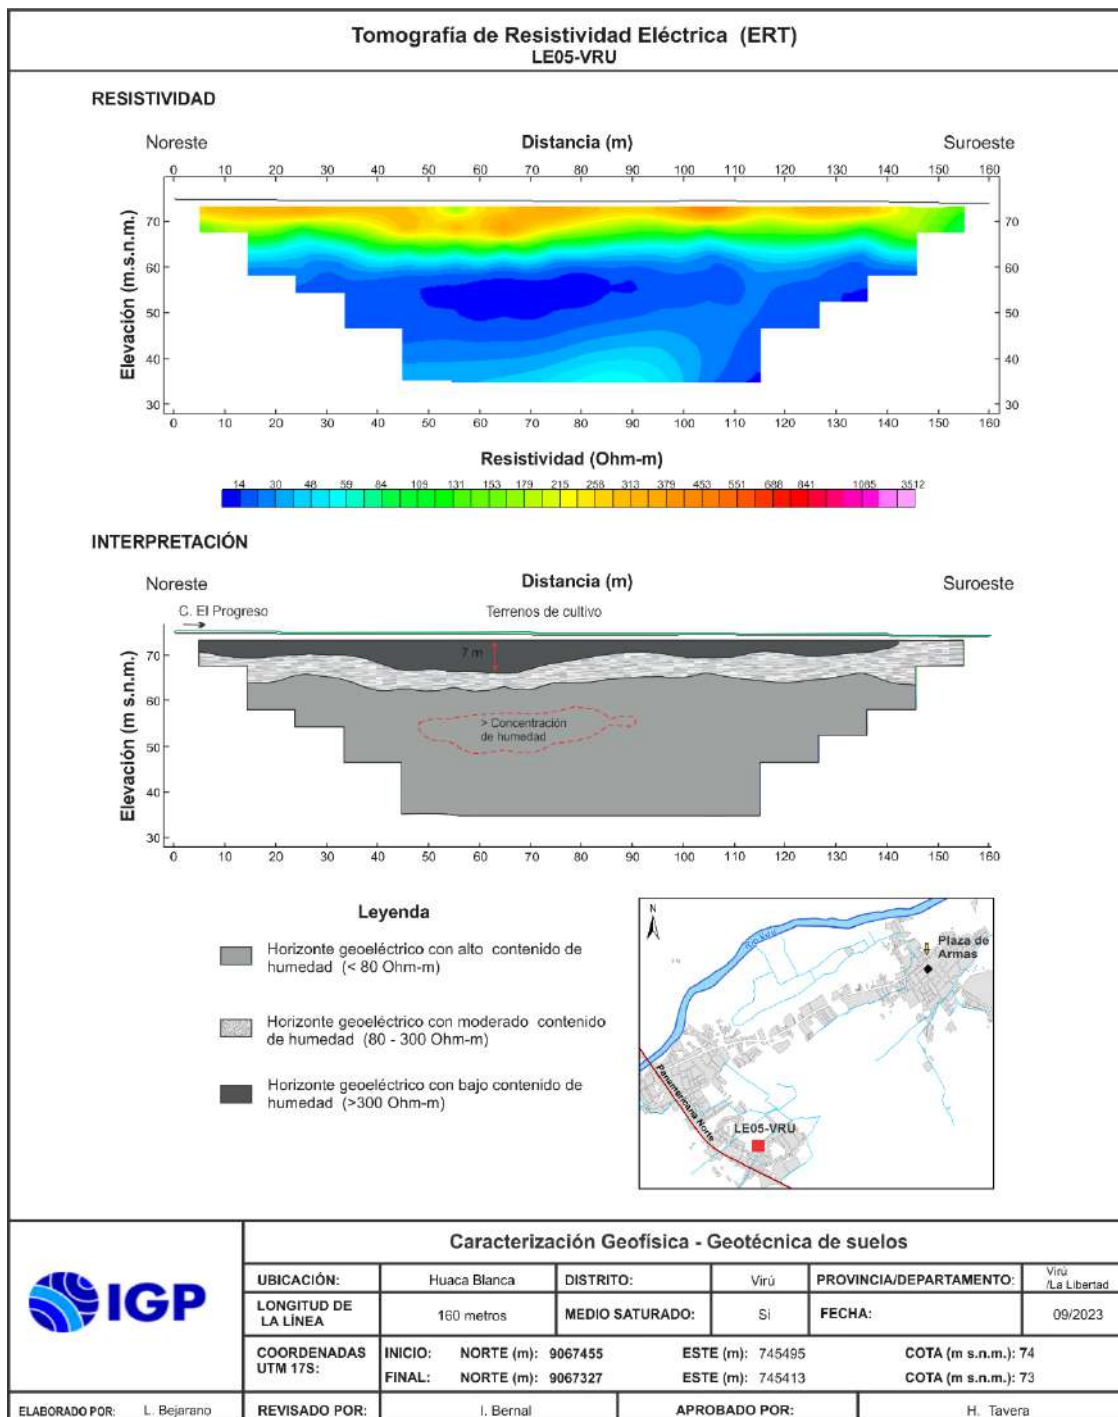 Tomografía de Resistividad Eléctrica (ERT)
LE05-VRU
RESISTIVIDAD
Noreste Distancia (m) Suroeste
0 10 20 30 40 50 60 70 80 90 100 110 120 130 140 150 160
Elevación (m.s.n.m.)
70 70
60 60
50 50
40 40
30 30
0 10 20 30 40 50 60 70 80 90 100 110 120 130 140 150 160
Resistividad (Ohm-m)
14 30 48 59 84 109 131 153 179 215 258 313 379 453 551 688 841 1085 3512
INTERPRETACIÓN
Noreste Distancia (m) Suroeste
C. El Progreso Terrenos de cultivo
Elevación (m s.n.m.)
70
60
50
40
30
7 m
> Concentración
de humedad
0 10 20 30 40 50 60 70 80 90 100 110 120 130 140 150 160
Leyenda
Horizonte geoeléctrico con alto contenido de
humedad (< 80 Ohm-m)
Horizonte geoeléctrico con moderado contenido
de humedad (80 - 300 Ohm-m)
Horizonte geoeléctrico con bajo contenido de
humedad (>300 Ohm-m)
N
Río Virú
Plaza de
Armas
Panamericana Norte
LE05-VRU
IGP
Caracterización Geofísica - Geotécnica de suelos
UBICACIÓN: Huaca Blanca DISTRITO: Virú PROVINCIA/DEPARTAMENTO: Virú
/La Libertad
LONGITUD DE
LA LÍNEA 160 metros MEDIO SATURADO: Si FECHA: 09/2023
COORDENADAS
UTM 17S:
INICIO: NORTE (m): 9067455 ESTE (m): 745495 COTA (m s.n.m.): 74
FINAL: NORTE (m): 9067327 ESTE (m): 745413 COTA (m s.n.m.): 73
ELABORADO POR: L. Bejarano REVISADO POR: I. Bernal APROBADO POR: H. Tavera